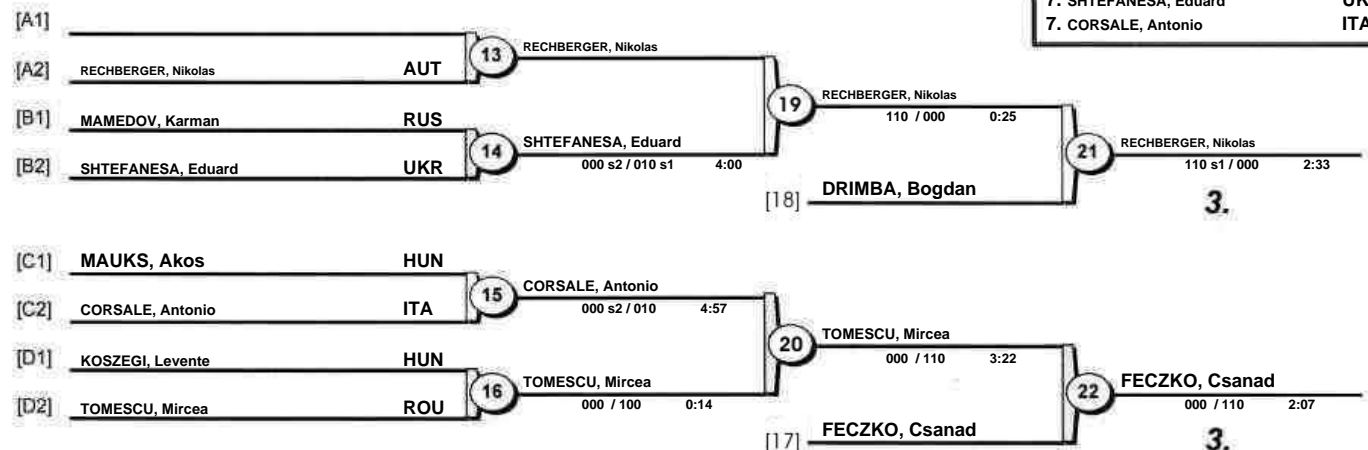 7. SHTEFANESA, Eduard
7. CORSALE, Antonio ITA
[A1]
[A2] RECHBERGER, Nikolas AUT
13 RECHBERGER, Nikolas
[B1] MAMEDOV, Karman RUS
[B2] SHTEFANESA, Eduard UKR
14 SHTEFANESA, Eduard
000 s2 / 010 s1 4:00
19 RECHBERGER, Nikolas
110 / 000 0:25
[18] DRIMBA, Bogdan
21 RECHBERGER, Nikolas
110 s1 / 000 2:33
3.
[C1] MAUKS, Akos HUN
[C2] CORSALE, Antonio ITA
15 CORSALE, Antonio
000 s2 / 010 4:57
[D1] KOSZEGI, Levente HUN
[D2] TOMESCU, Mircea ROU
16 TOMESCU, Mircea
000 / 100 0:14
20 TOMESCU, Mircea
000 / 110 3:22
[17] FECZKO, Csanad
22 FECZKO, Csanad
000 / 110 2:07
3.